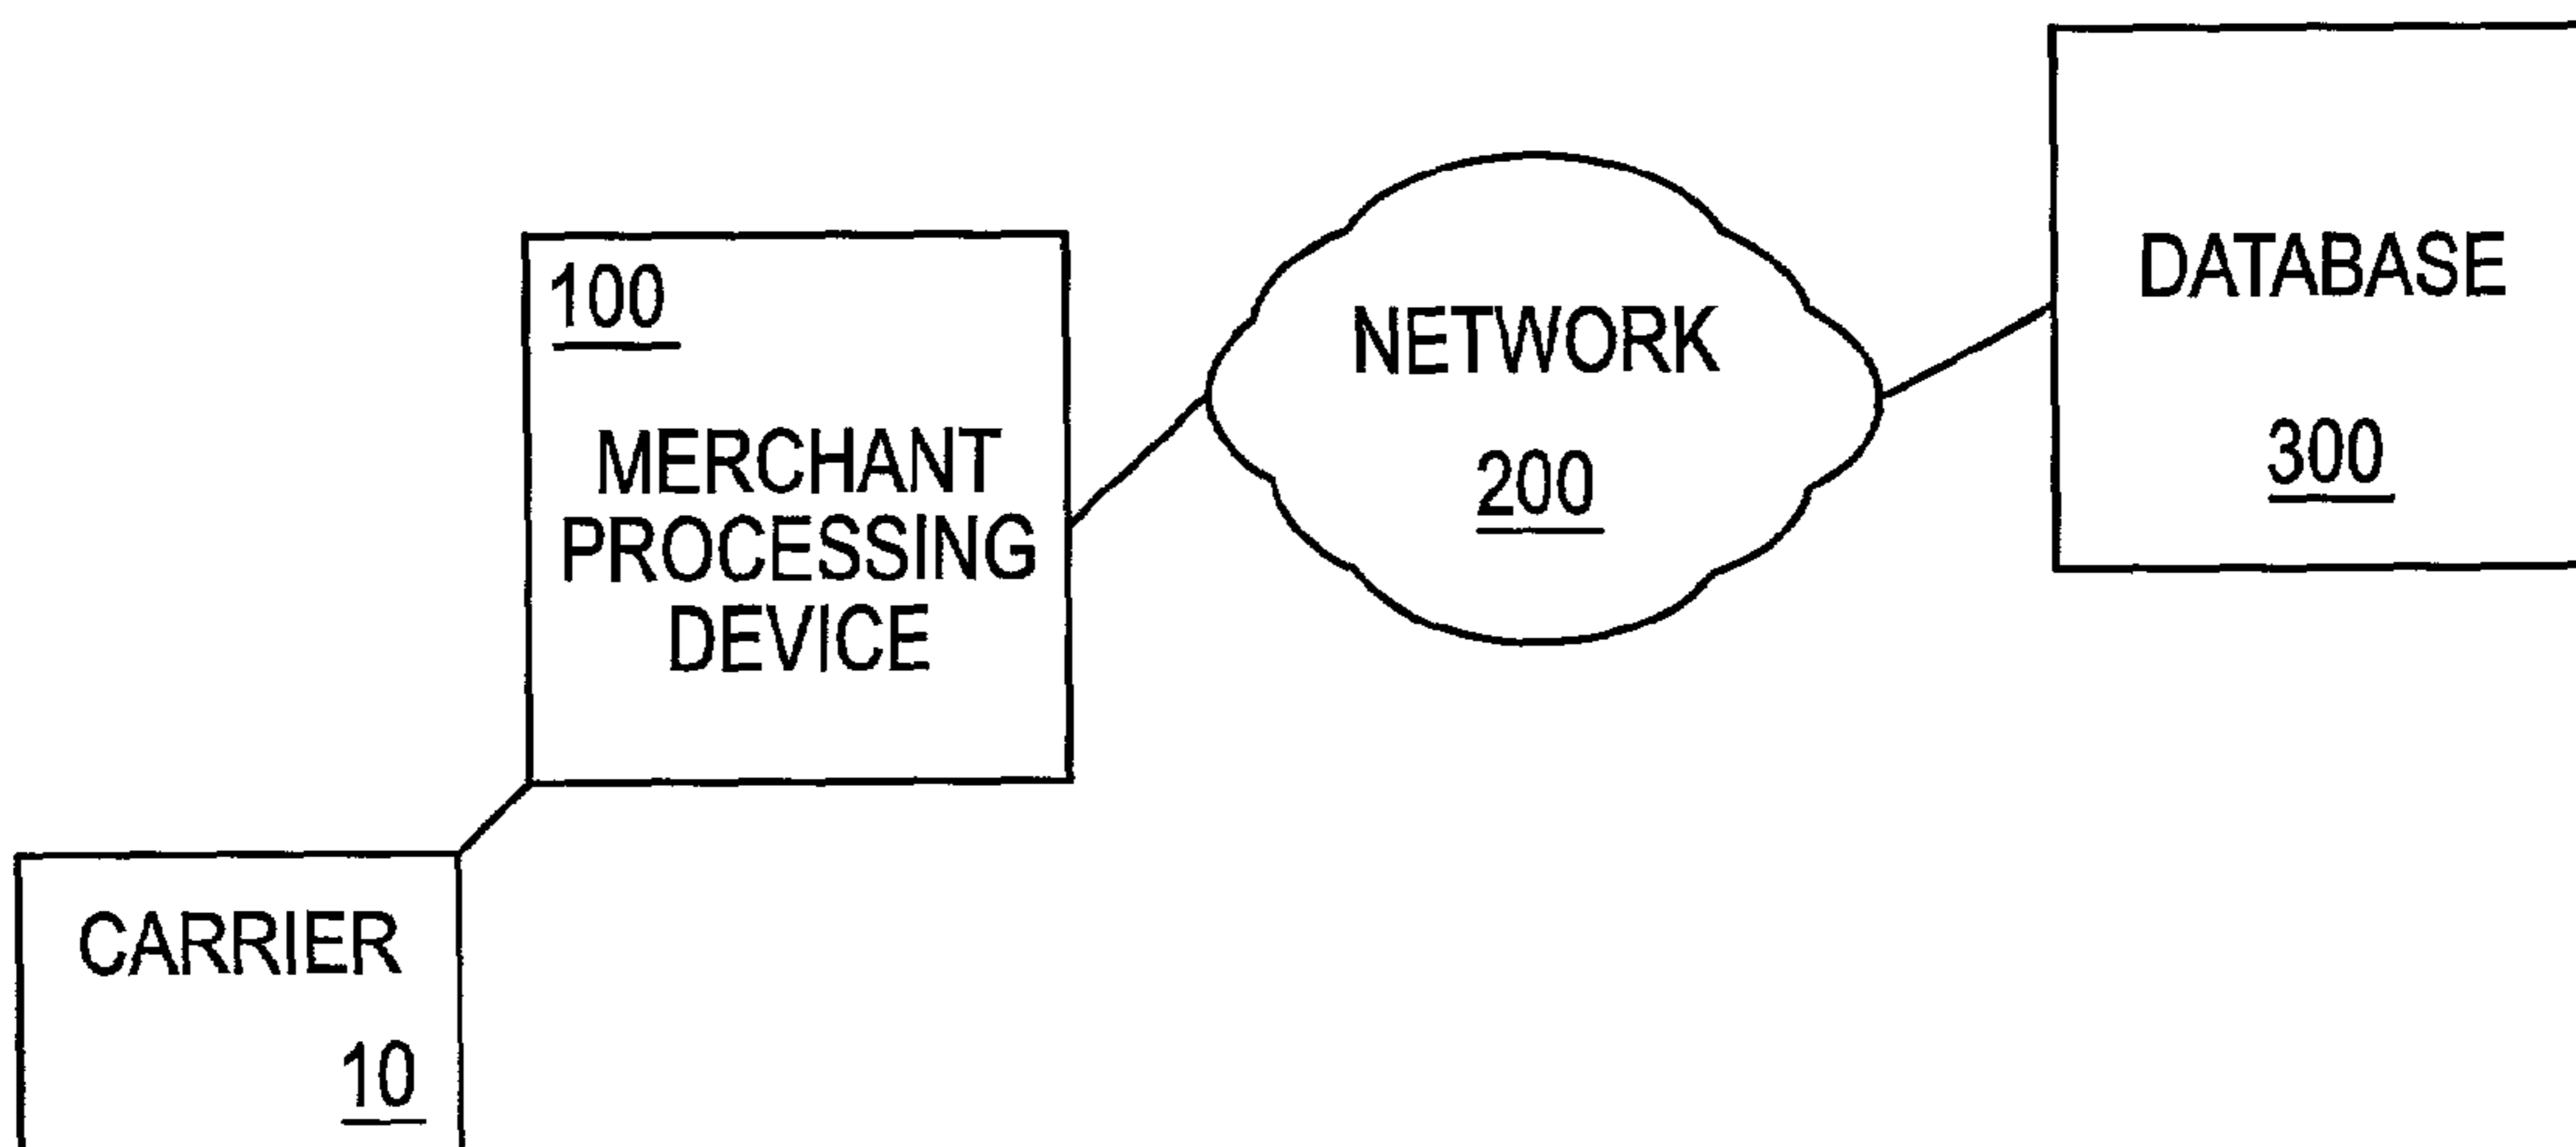 100
MERCHANT
PROCESSING
DEVICE
NETWORK
200
DATABASE
300
CARRIER
10